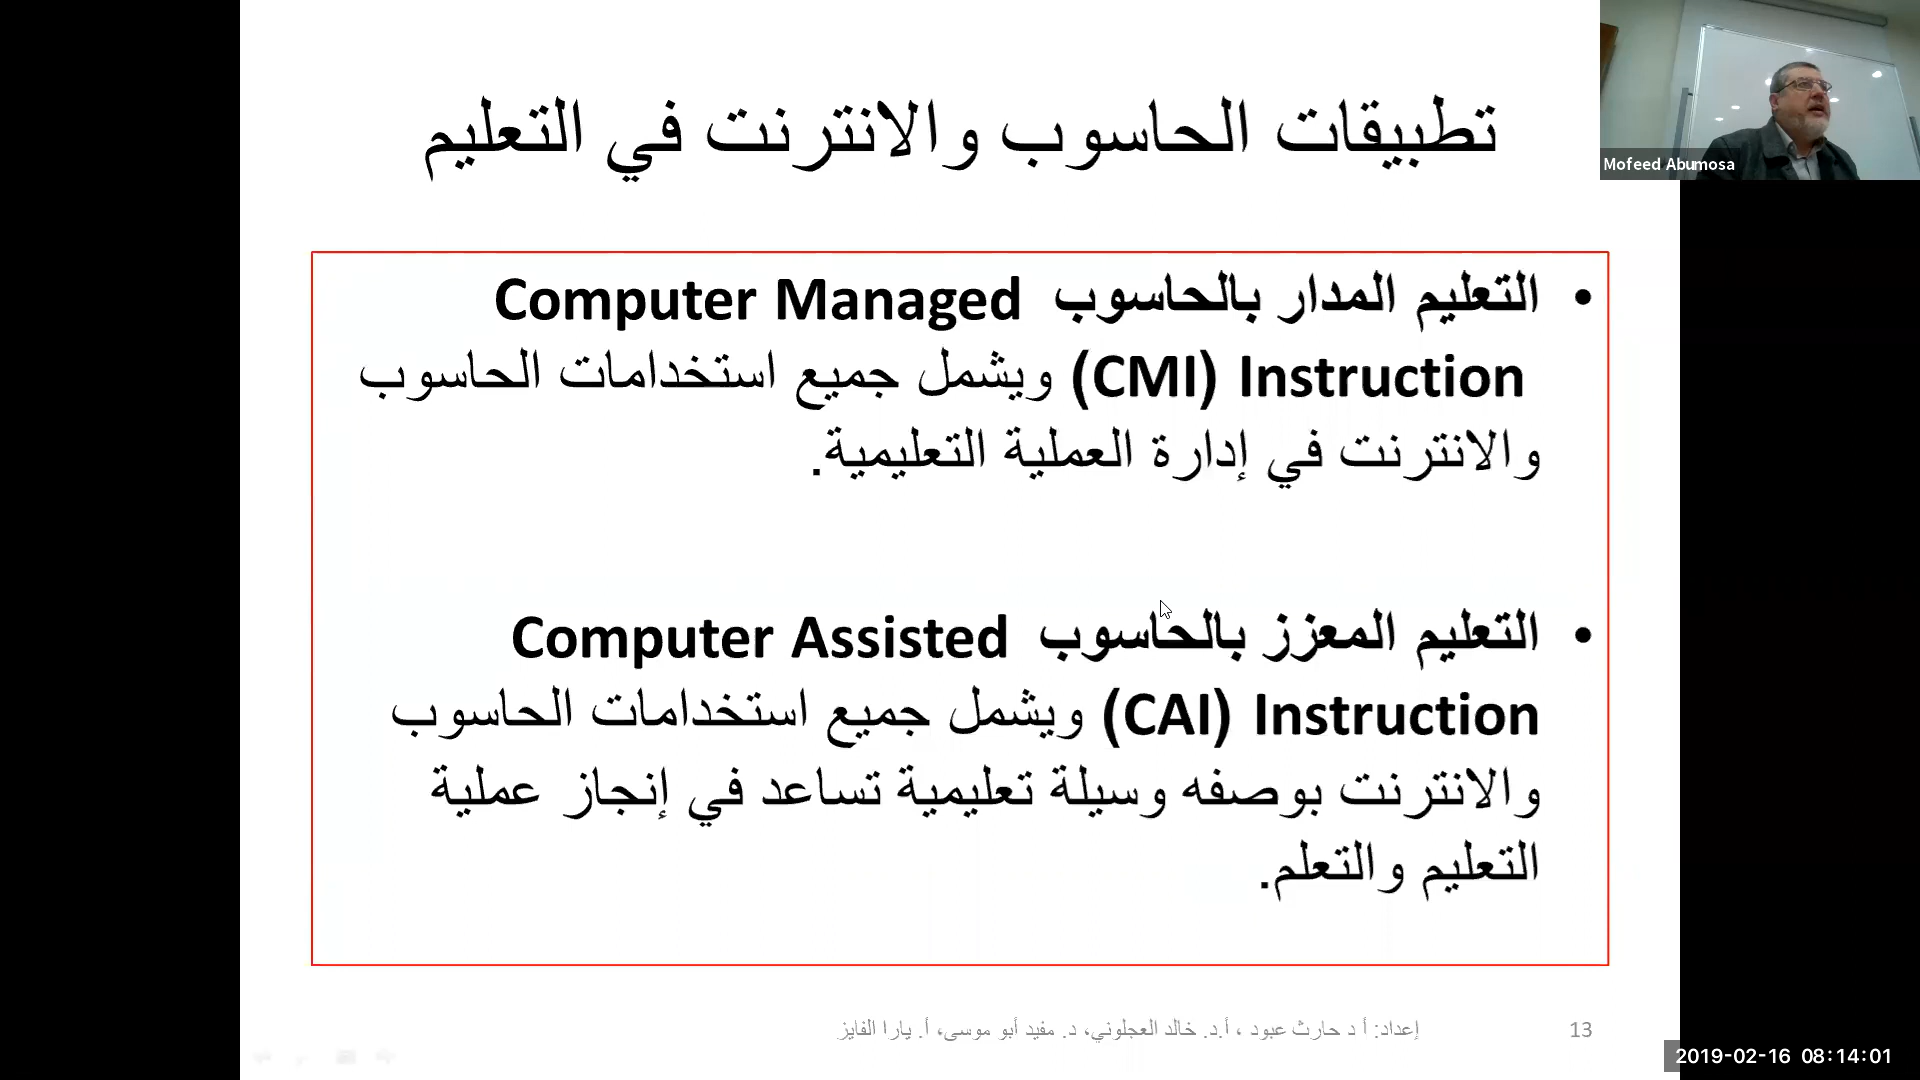 تطبيقات الحاسوب والانترنت في التعليم
Mofeed Abumosa
• التعليم المدار بالحاسوب Computer Managed
Instruction (CMI) ويشمل جميع استخدامات الحاسوب
والانترنت في إدارة العملية التعليمية.
• التعليم المعزز بالحاسوب Computer Assisted
Instruction (CAI) ويشمل جميع استخدامات الحاسوب
والانترنت بوصفه وسيلة تعليمية تساعد في إنجاز عملية
التعليم والتعلم.
إعداد: أ د حارث عبود ، أ.د. خالد العجلوني، د. مفيد أبو موسى، أ. يارا الفايز
13
2019-02-16 08:14:01